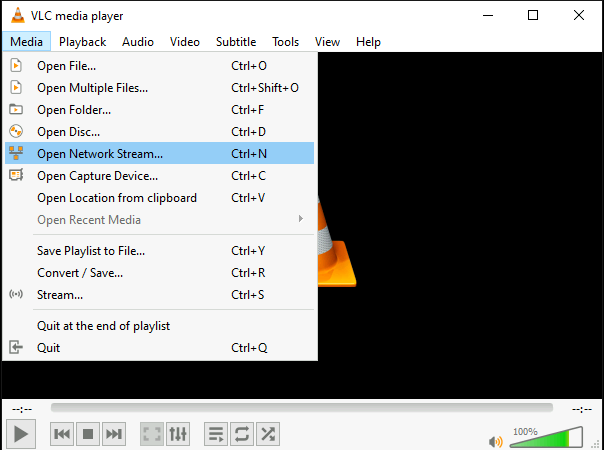 VLC media player
Media Playback Audio Video Subtitle Tools View Help
Open File... Ctrl+O
Open Multiple Files... Ctrl+Shift+O
Open Folder... Ctrl+F
Open Disc... Ctrl+D
Open Network Stream... Ctrl+N
Open Capture Device... Ctrl+C
Open Location from clipboard Ctrl+V
Open Recent Media
Save Playlist to File... Ctrl+Y
Convert / Save... Ctrl+R
Stream... Ctrl+S
Quit at the end of playlist
Quit Ctrl+Q
--:-- --:--
100%